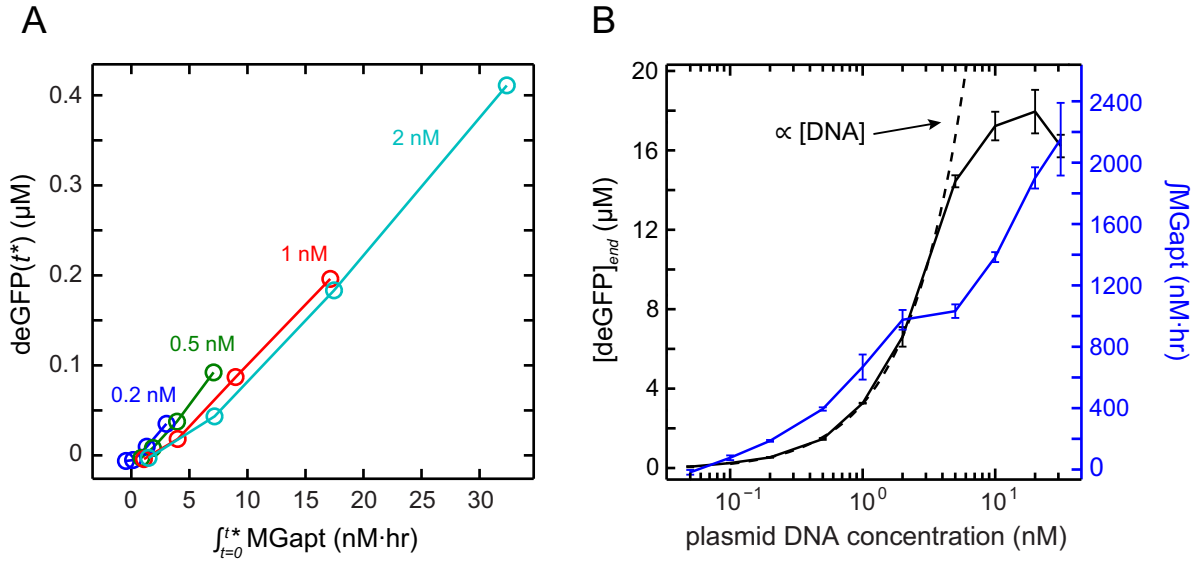 A
deGFP(t*) (μM)
0.4
0.3
0.2
0.1
0
0.2 nM
0.5 nM
1 nM
2 nM
0 5 10 15 20 25 30
∫t=0t* MGapt (nM·hr)
B
[deGFP]end (μM)
20
16
12
8
4
0
∝ [DNA]
2400
2000
1600
1200
800
400
0
∫MGapt (nM·hr)
10−1 100 101
plasmid DNA concentration (nM)